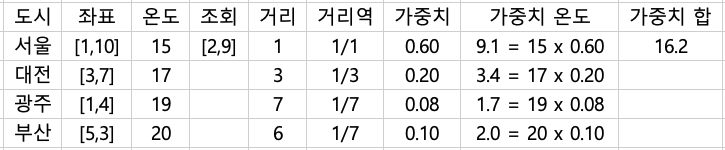 도시 좌표 온도 조회 거리 거리역 가중치 가중치 온도 가중치 합
서울 [1,10] 15 [2,9] 1 1/1 0.60 9.1 = 15 x 0.60 16.2
대전 [3,7] 17 3 1/3 0.20 3.4 = 17 x 0.20
광주 [1,4] 19 7 1/7 0.08 1.7 = 19 x 0.08
부산 [5,3] 20 6 1/7 0.10 2.0 = 20 x 0.10